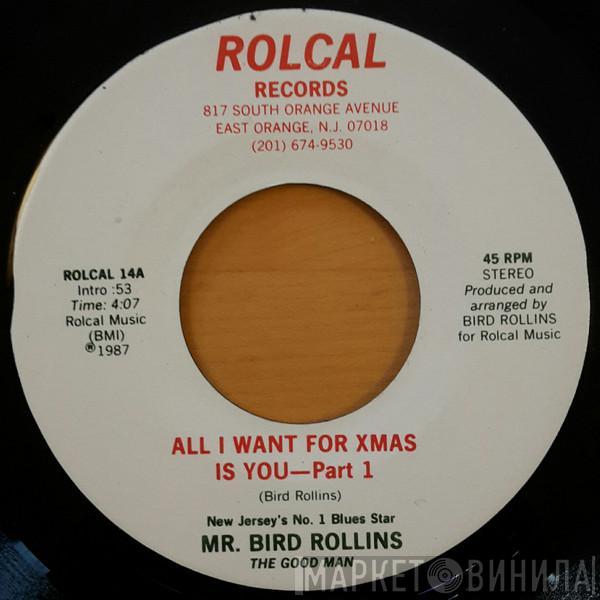 ROLCAL
RECORDS
817 SOUTH ORANGE AVENUE
EAST ORANGE, N.J. 07018
(201) 674-9530
ROLCAL 14A
Intro :53
Time: 4:07
Rolcal Music
(BMI)
℗ 1987
45 RPM
STEREO
Produced and
arranged by
BIRD ROLLINS
for Rolcal Music
ALL I WANT FOR XMAS
IS YOU—Part 1
(Bird Rollins)
New Jersey's No. 1 Blues Star
MR. BIRD ROLLINS
THE GOOD MAN
МАРКЕТ ВИНИЛА